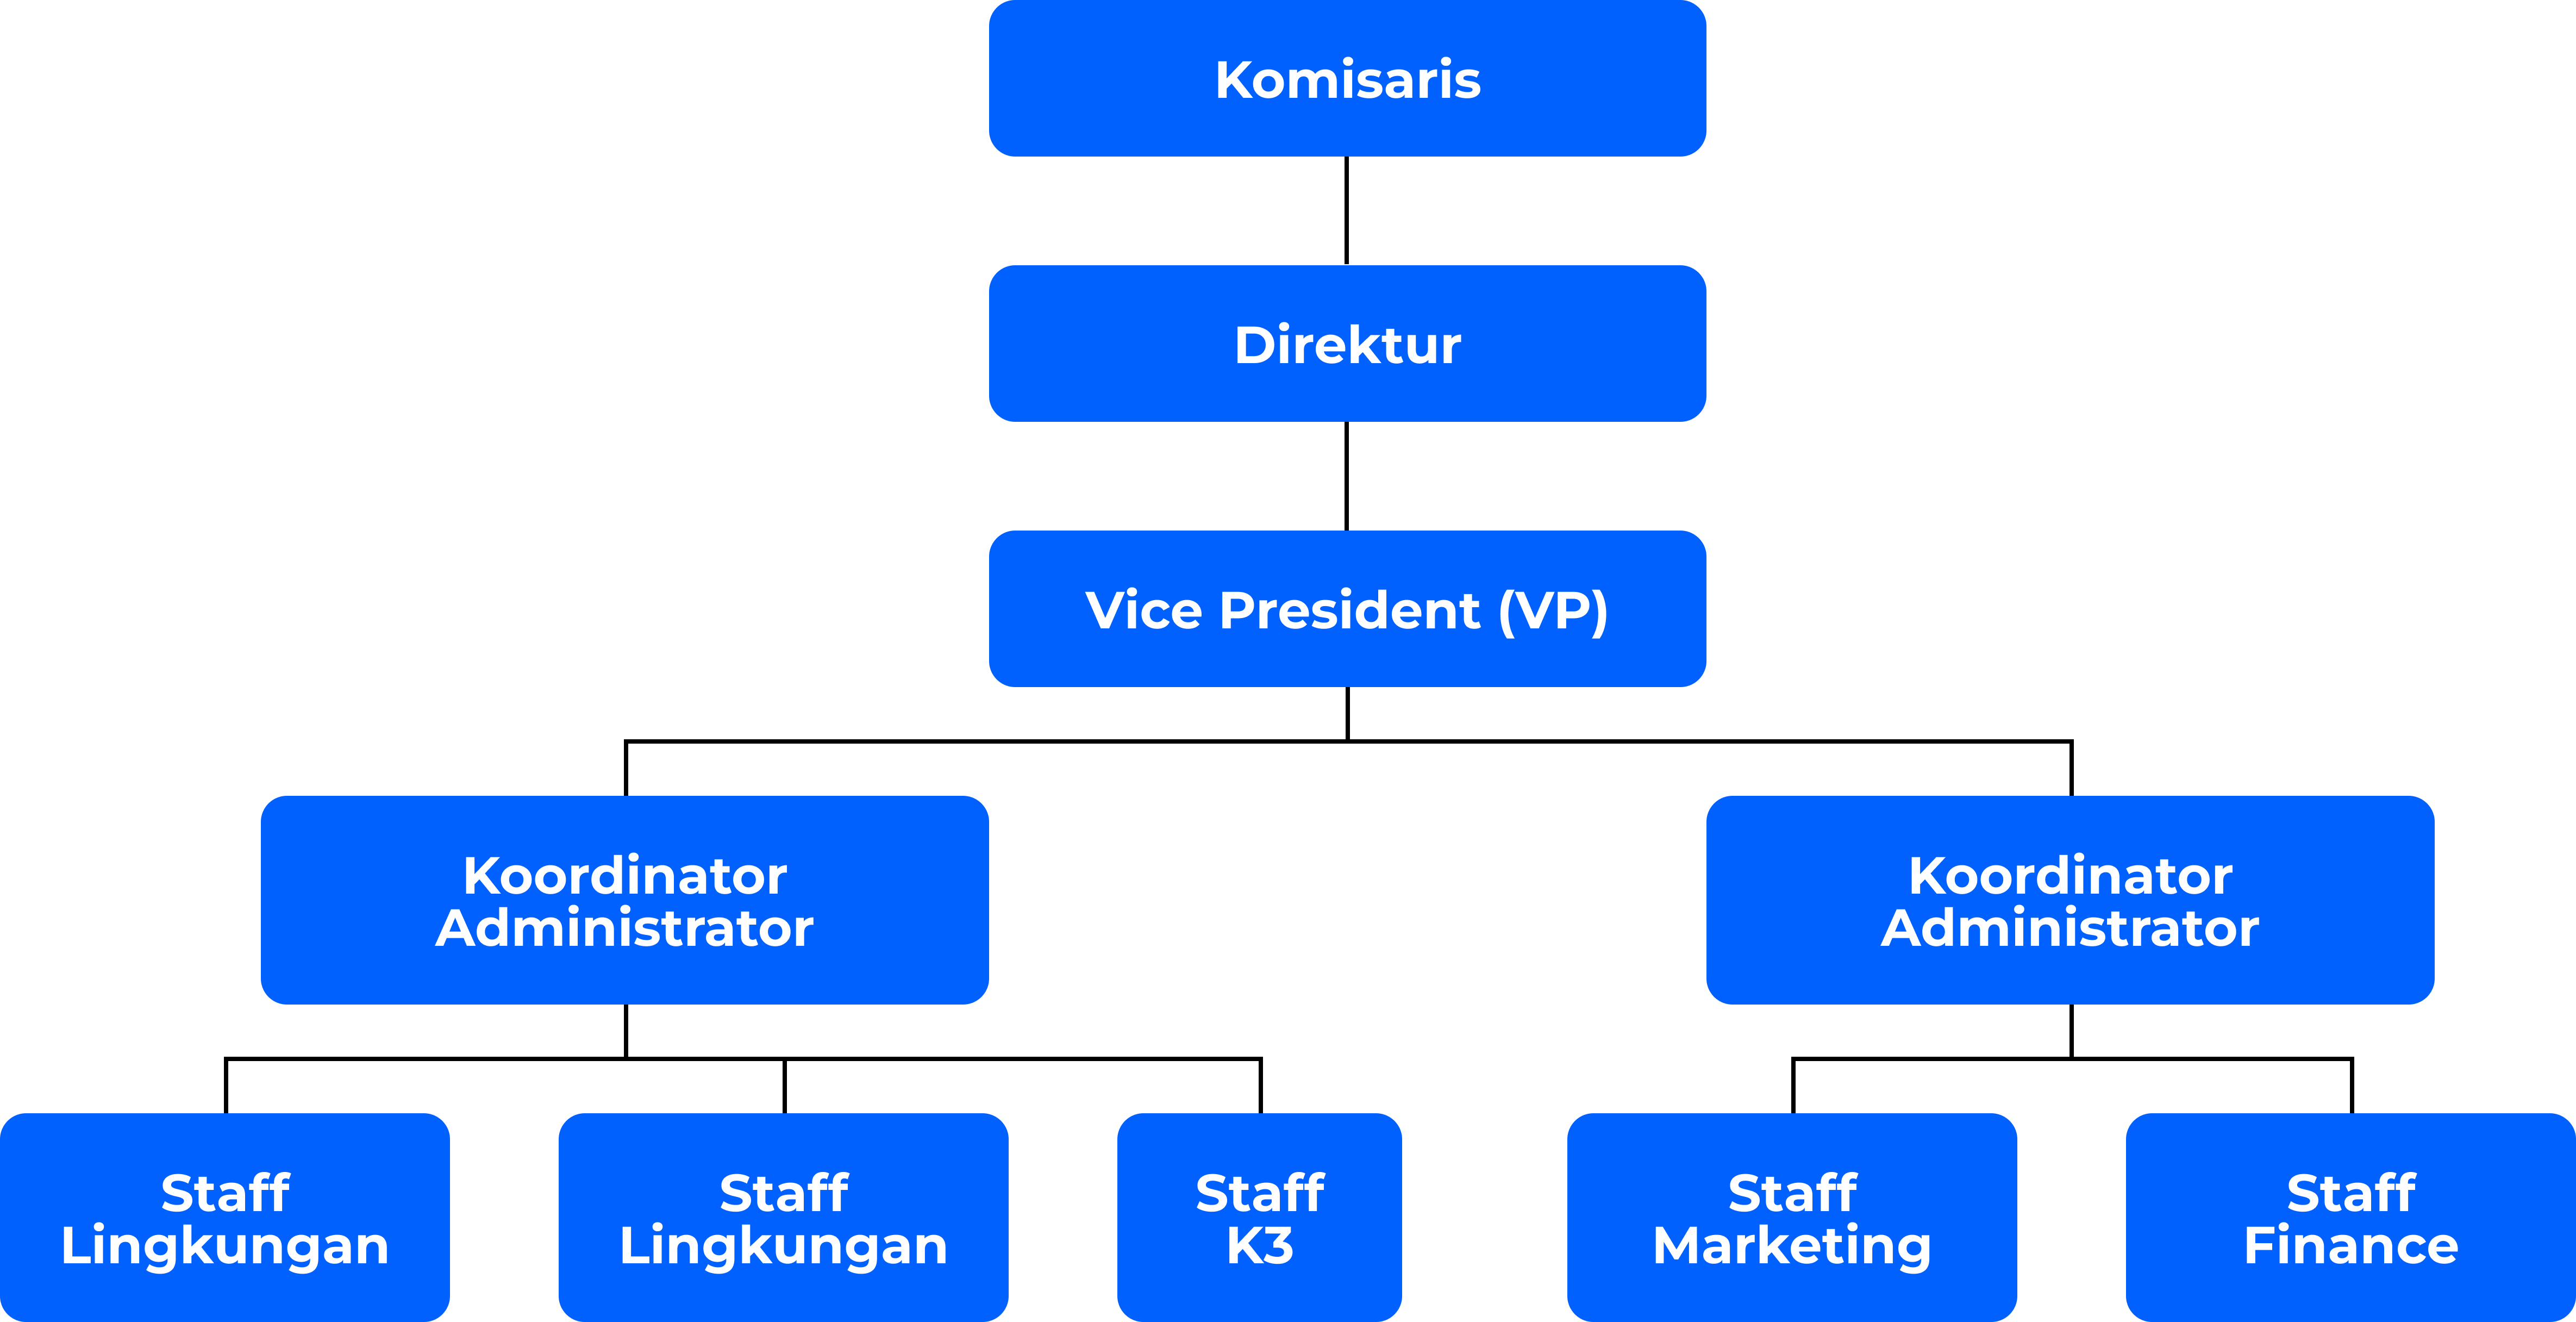 Komisaris
Direktur
Vice President (VP)
Koordinator
Administrator
Koordinator
Administrator
Staff
Lingkungan
Staff
Lingkungan
Staff
K3
Staff
Marketing
Staff
Finance